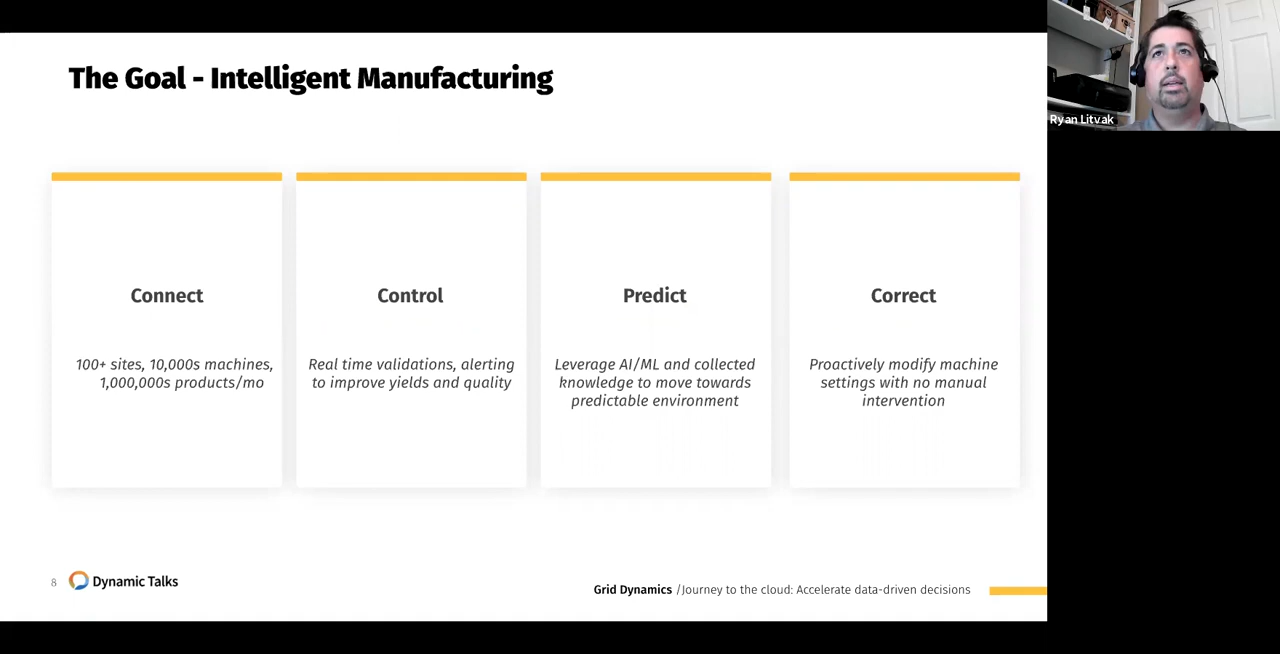 The Goal - Intelligent Manufacturing
Ryan Litvak
Connect
100+ sites, 10,000s machines,
1,000,000s products/mo
Control
Real time validations, alerting
to improve yields and quality
Predict
Leverage AI/ML and collected
knowledge to move towards
predictable environment
Correct
Proactively modify machine
settings with no manual
intervention
8 Dynamic Talks
Grid Dynamics /Journey to the cloud: Accelerate data-driven decisions